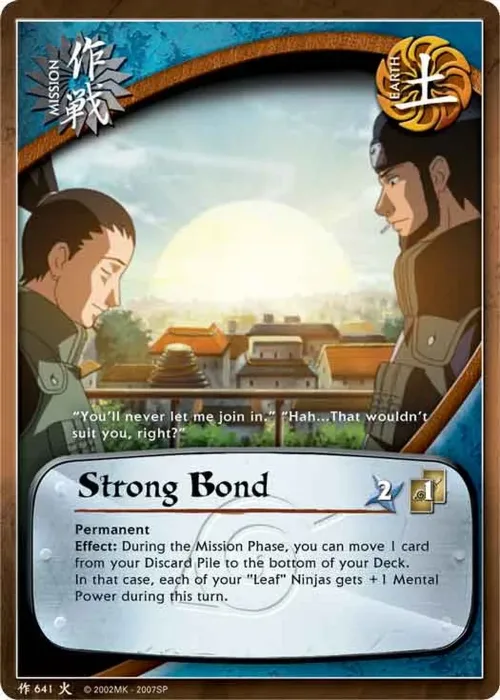 MISSION
作戦
EARTH
土
"You'll never let me join in." "Hah...That wouldn't
suit you, right?"
Strong Bond
2
1
Permanent
Effect: During the Mission Phase, you can move 1 card
from your Discard Pile to the bottom of your Deck.
In that case, each of your "Leaf" Ninjas gets +1 Mental
Power during this turn.
作 641 火 © 2002MK - 2007SP